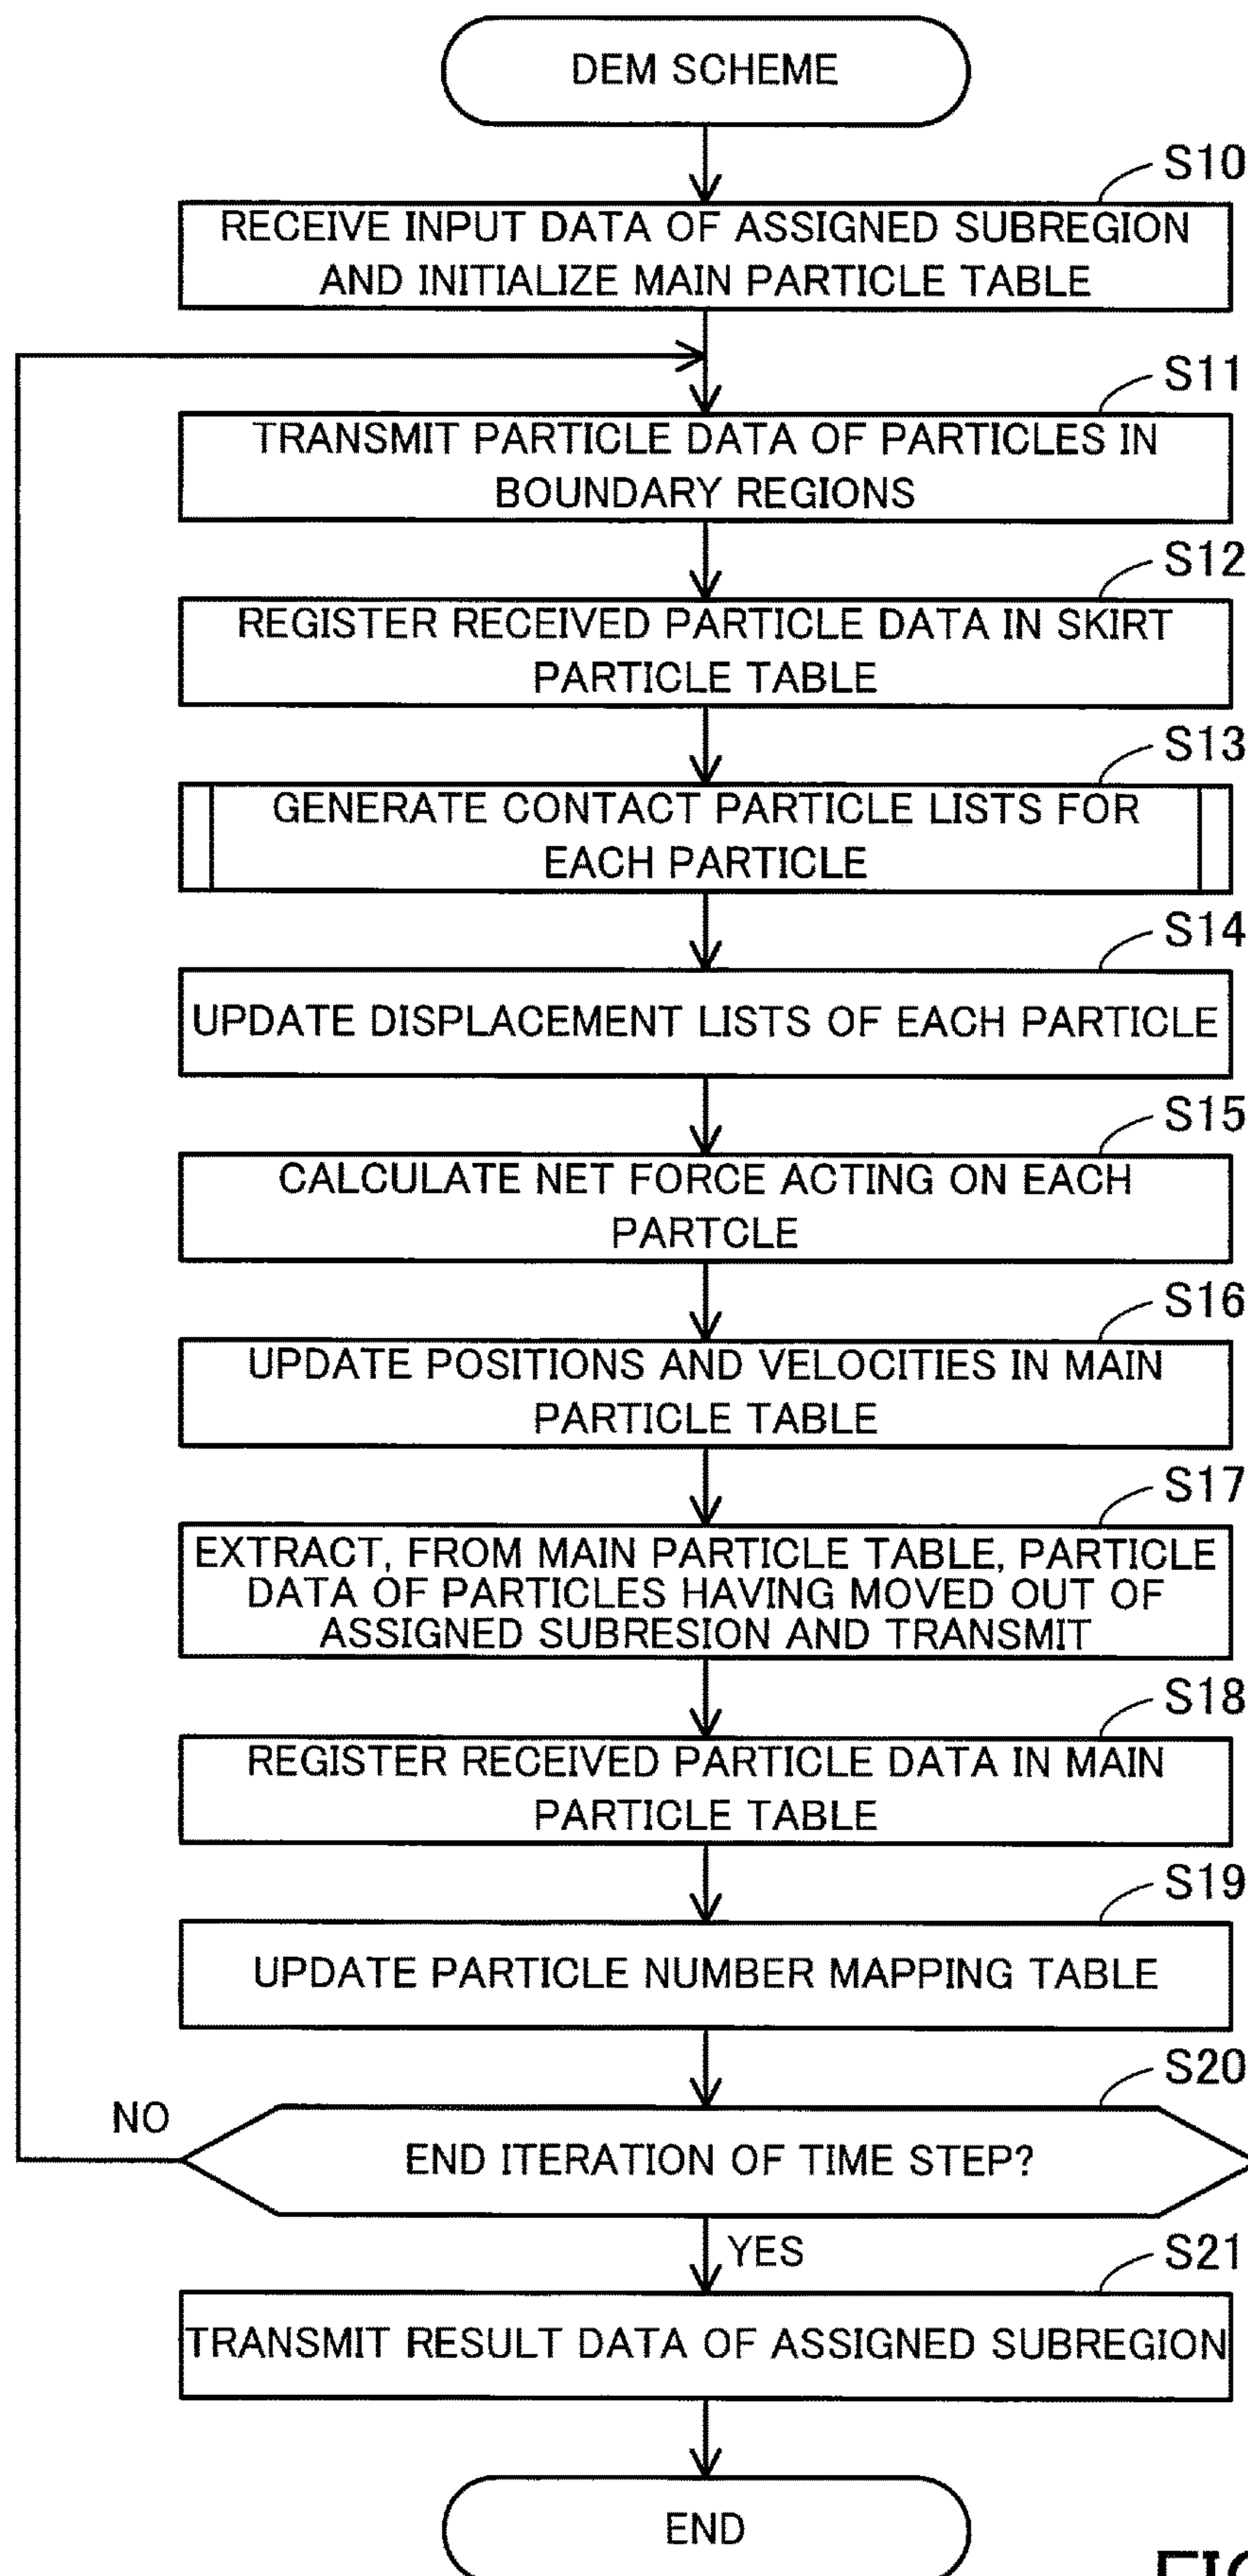 DEM SCHEME
S10
RECEIVE INPUT DATA OF ASSIGNED SUBREGION
AND INITIALIZE MAIN PARTICLE TABLE
S11
TRANSMIT PARTICLE DATA OF PARTICLES IN
BOUNDARY REGIONS
S12
REGISTER RECEIVED PARTICLE DATA IN SKIRT
PARTICLE TABLE
S13
GENERATE CONTACT PARTICLE LISTS FOR
EACH PARTICLE
S14
UPDATE DISPLACEMENT LISTS OF EACH PARTICLE
S15
CALCULATE NET FORCE ACTING ON EACH
PARTCLE
S16
UPDATE POSITIONS AND VELOCITIES IN MAIN
PARTICLE TABLE
S17
EXTRACT, FROM MAIN PARTICLE TABLE, PARTICLE
DATA OF PARTICLES HAVING MOVED OUT OF
ASSIGNED SUBRESION AND TRANSMIT
S18
REGISTER RECEIVED PARTICLE DATA IN MAIN
PARTICLE TABLE
S19
UPDATE PARTICLE NUMBER MAPPING TABLE
S20
NO
END ITERATION OF TIME STEP?
YES
S21
TRANSMIT RESULT DATA OF ASSIGNED SUBREGION
END